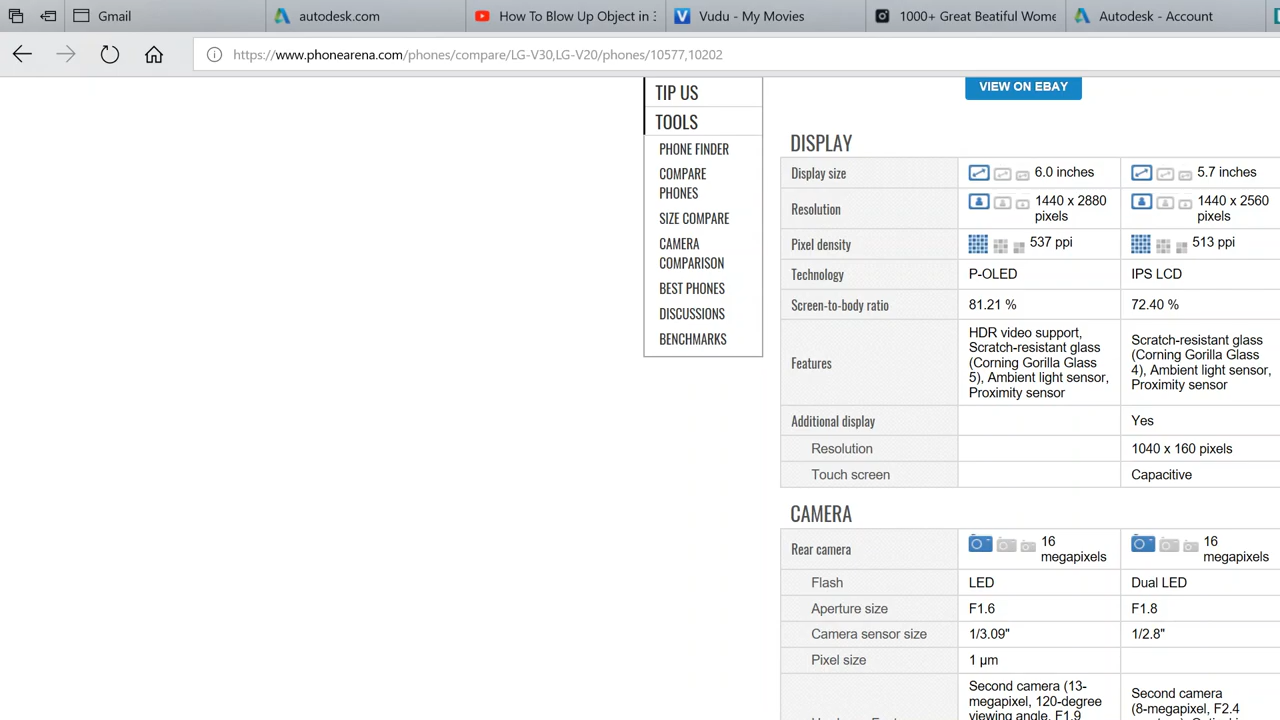 Gmail
autodesk.com
How To Blow Up Object in
Vudu - My Movies
1000+ Great Beatiful Wome
Autodesk - Account
https://www.phonearena.com/phones/compare/LG-V30,LG-V20/phones/10577,10202
TIP US
TOOLS
PHONE FINDER
COMPARE
PHONES
SIZE COMPARE
CAMERA
COMPARISON
BEST PHONES
DISCUSSIONS
BENCHMARKS
VIEW ON EBAY
DISPLAY
Display size 6.0 inches 5.7 inches
Resolution 1440 x 2880 1440 x 2560
pixels pixels
Pixel density 537 ppi 513 ppi
Technology P-OLED IPS LCD
Screen-to-body ratio 81.21 % 72.40 %
Features
HDR video support,
Scratch-resistant glass
(Corning Gorilla Glass
5), Ambient light sensor,
Proximity sensor
Scratch-resistant glass
(Corning Gorilla Glass
4), Ambient light sensor,
Proximity sensor
Additional display Yes
Resolution 1040 x 160 pixels
Touch screen Capacitive
CAMERA
Rear camera 16 16
megapixels megapixels
Flash LED Dual LED
Aperture size F1.6 F1.8
Camera sensor size 1/3.09" 1/2.8"
Pixel size 1 μm
Second camera (13-
megapixel, 120-degree
viewing angle, F1.9
Second camera
(8-megapixel, F2.4